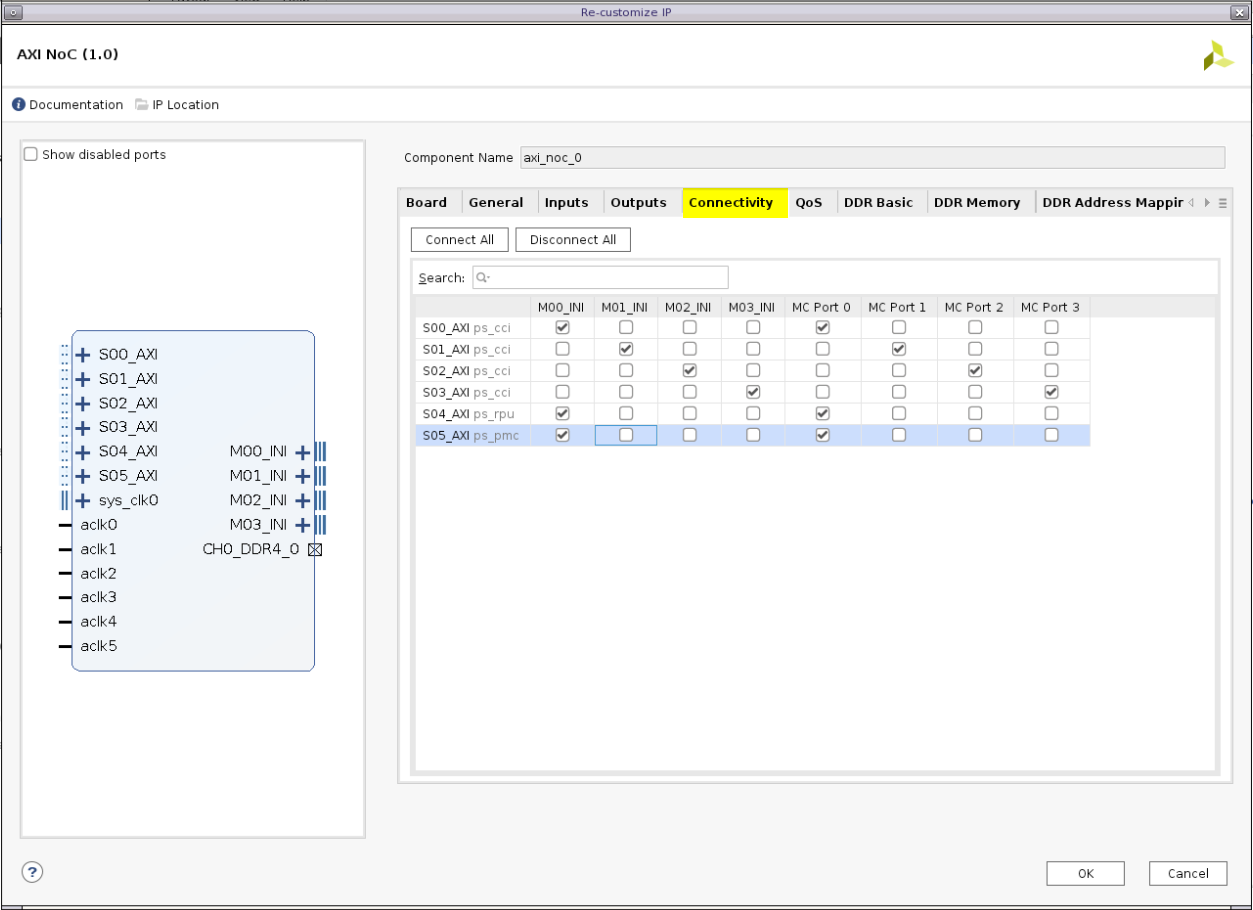 Re-customize IP
AXI NoC (1.0)
Documentation IP Location
Show disabled ports
S00_AXI
S01_AXI
S02_AXI
S03_AXI
S04_AXI M00_INI
S05_AXI M01_INI
sys_clk0 M02_INI
aclk0 M03_INI
aclk1 CH0_DDR4_0
aclk2
aclk3
aclk4
aclk5
Component Name axi_noc_0
Board General Inputs Outputs Connectivity QoS DDR Basic DDR Memory DDR Address Mappir
Connect All Disconnect All
Search:
M00_INI M01_INI M02_INI M03_INI MC Port 0 MC Port 1 MC Port 2 MC Port 3
S00_AXI ps_cci
S01_AXI ps_cci
S02_AXI ps_cci
S03_AXI ps_cci
S04_AXI ps_rpu
S05_AXI ps_pmc
? OK Cancel